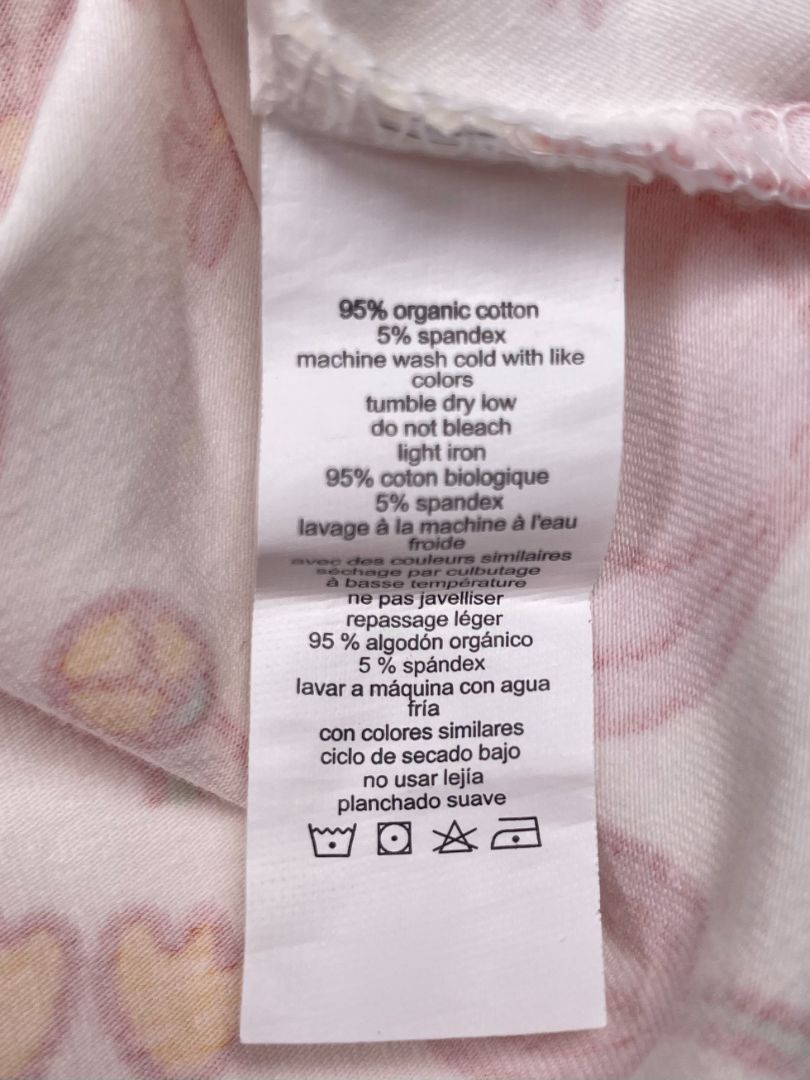 95% organic cotton
5% spandex
machine wash cold with like
colors
tumble dry low
do not bleach
light iron
95% coton biologique
5% spandex
lavage à la machine à l'eau
froide
avec des couleurs similaires
séchage par culbutage
à basse température
ne pas javelliser
repassage léger
95 % algodón orgánico
5 % spándex
lavar a máquina con agua
fría
con colores similares
ciclo de secado bajo
no usar lejía
planchado suave